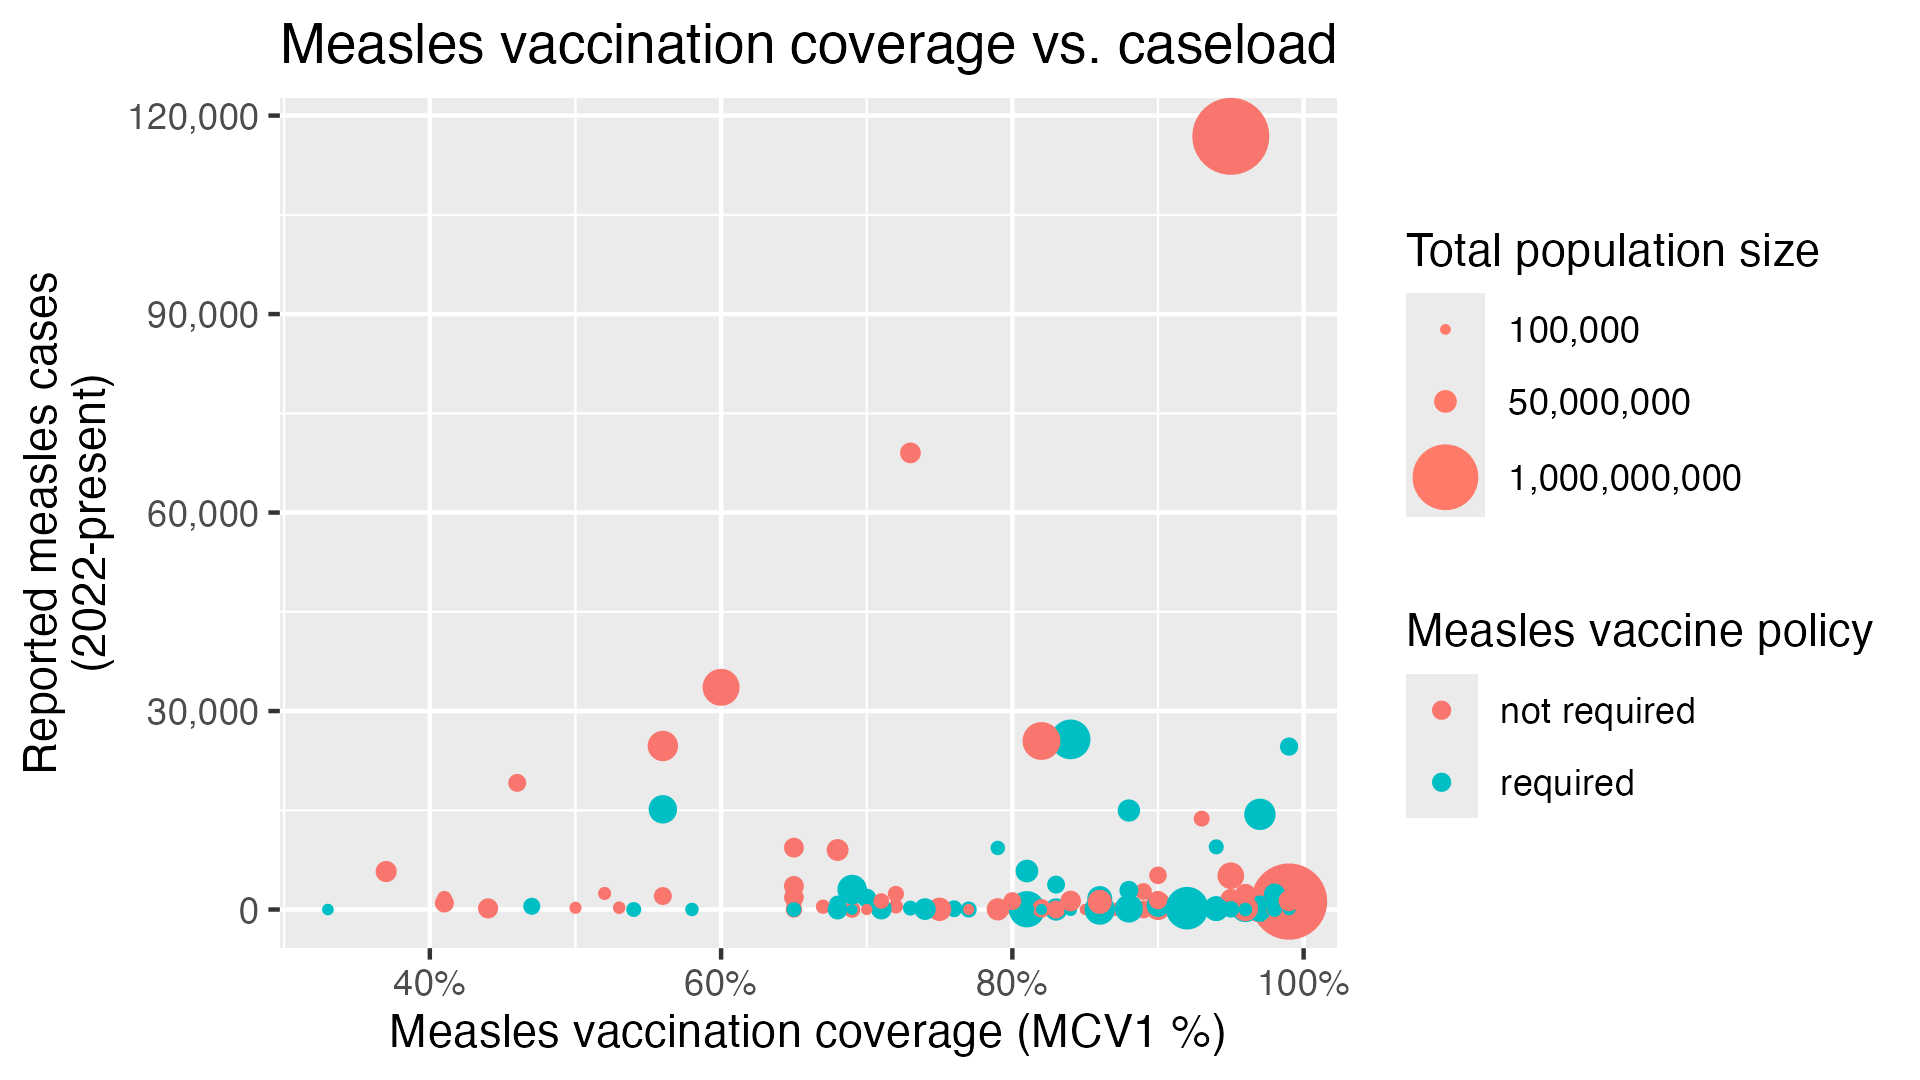 Measles vaccination coverage vs. caseload
Reported measles cases
(2022-present)
120,000
90,000
60,000
30,000
0
40%
60%
80%
100%
Measles vaccination coverage (MCV1 %)
Total population size
100,000
50,000,000
1,000,000,000
Measles vaccine policy
not required
required